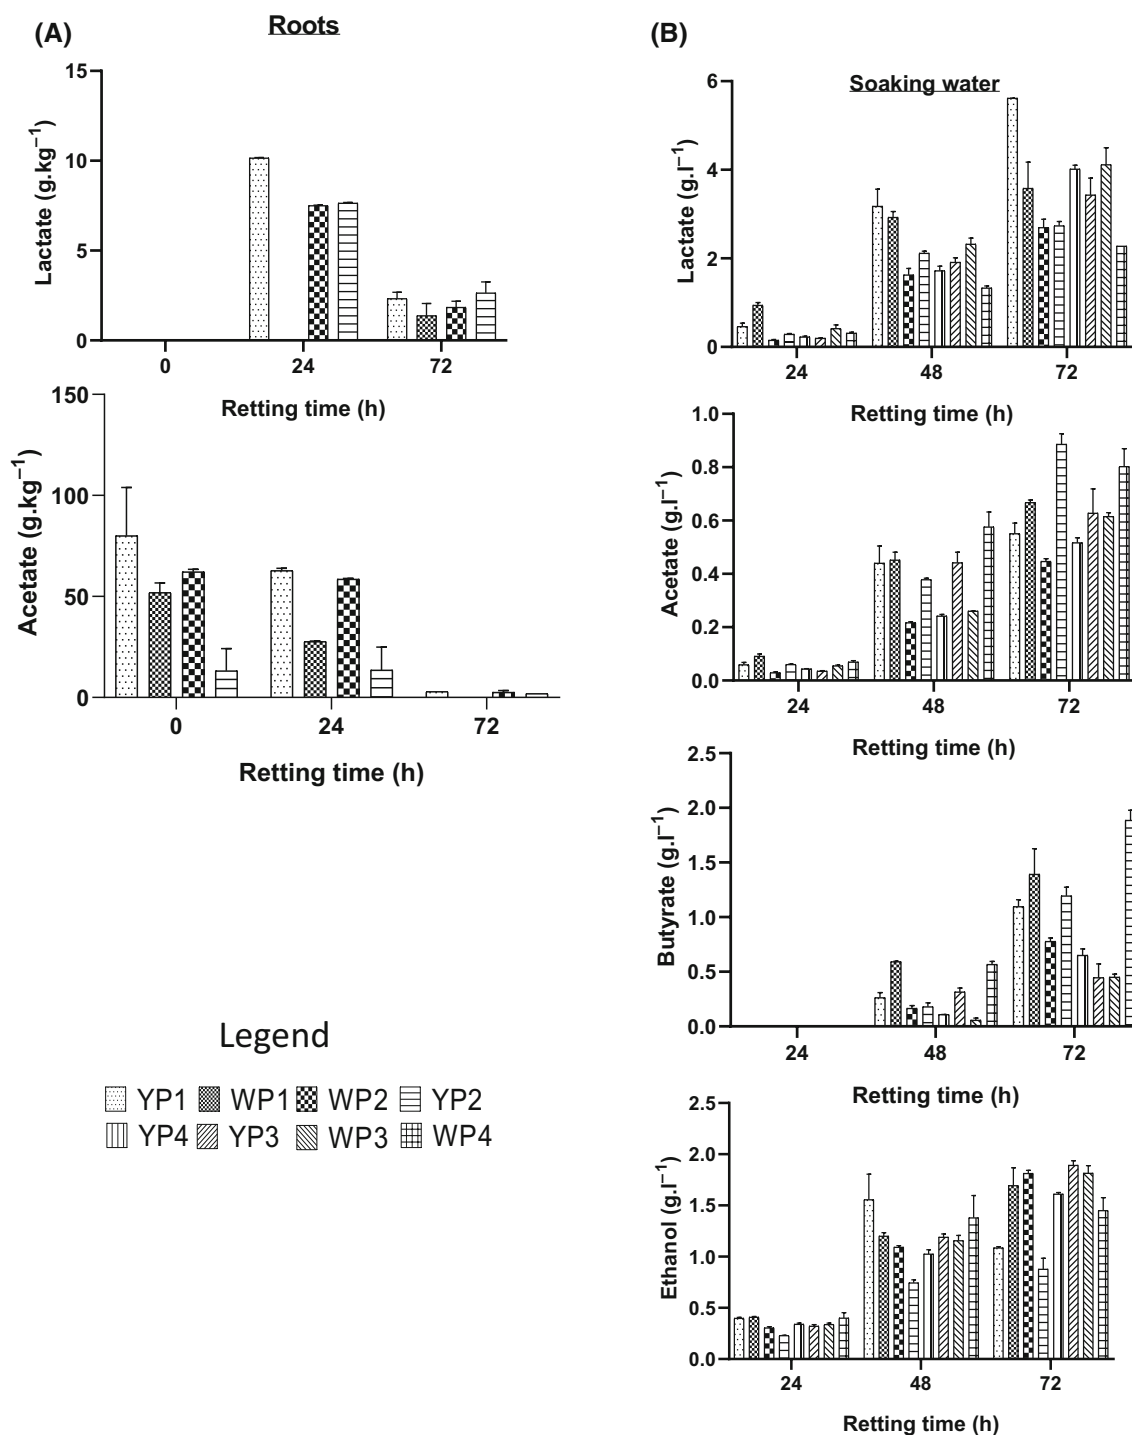 (A)
Roots
15
10
5
0
Lactate (g.kg⁻¹)
0 24 72
Retting time (h)
150
100
50
0
Acetate (g.kg⁻¹)
0 24 72
Retting time (h)
Legend
YP1 WP1 WP2 YP2
YP4 YP3 WP3 WP4
(B)
Soaking water
6
4
2
0
Lactate (g.l⁻¹)
24 48 72
Retting time (h)
1.0
0.8
0.6
0.4
0.2
0.0
Acetate (g.l⁻¹)
24 48 72
Retting time (h)
2.5
2.0
1.5
1.0
0.5
0.0
Butyrate (g.l⁻¹)
24 48 72
Retting time (h)
2.5
2.0
1.5
1.0
0.5
0.0
Ethanol (g.l⁻¹)
24 48 72
Retting time (h)